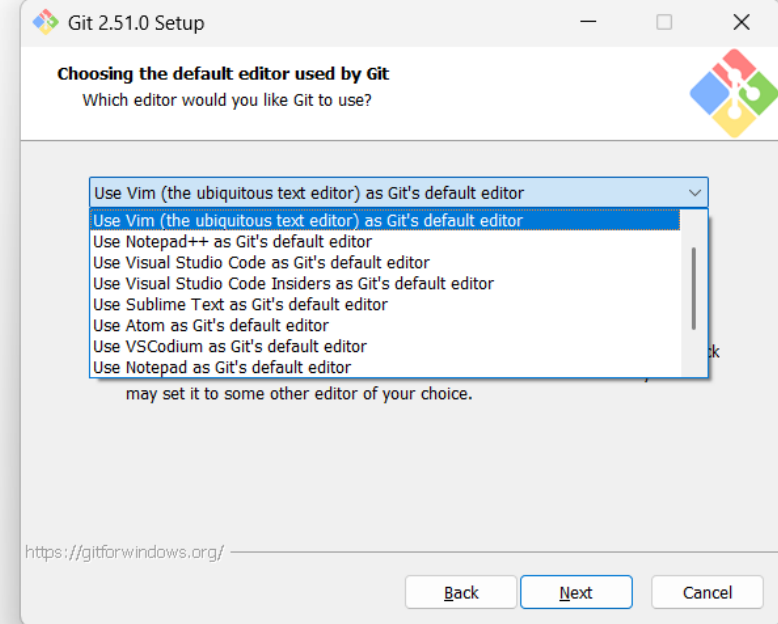 Git 2.51.0 Setup
Choosing the default editor used by Git
Which editor would you like Git to use?
Use Vim (the ubiquitous text editor) as Git's default editor
Use Vim (the ubiquitous text editor) as Git's default editor
Use Notepad++ as Git's default editor
Use Visual Studio Code as Git's default editor
Use Visual Studio Code Insiders as Git's default editor
Use Sublime Text as Git's default editor
Use Atom as Git's default editor
Use VSCodium as Git's default editor
Use Notepad as Git's default editor
may set it to some other editor of your choice.
https://gitforwindows.org/
Back
Next
Cancel